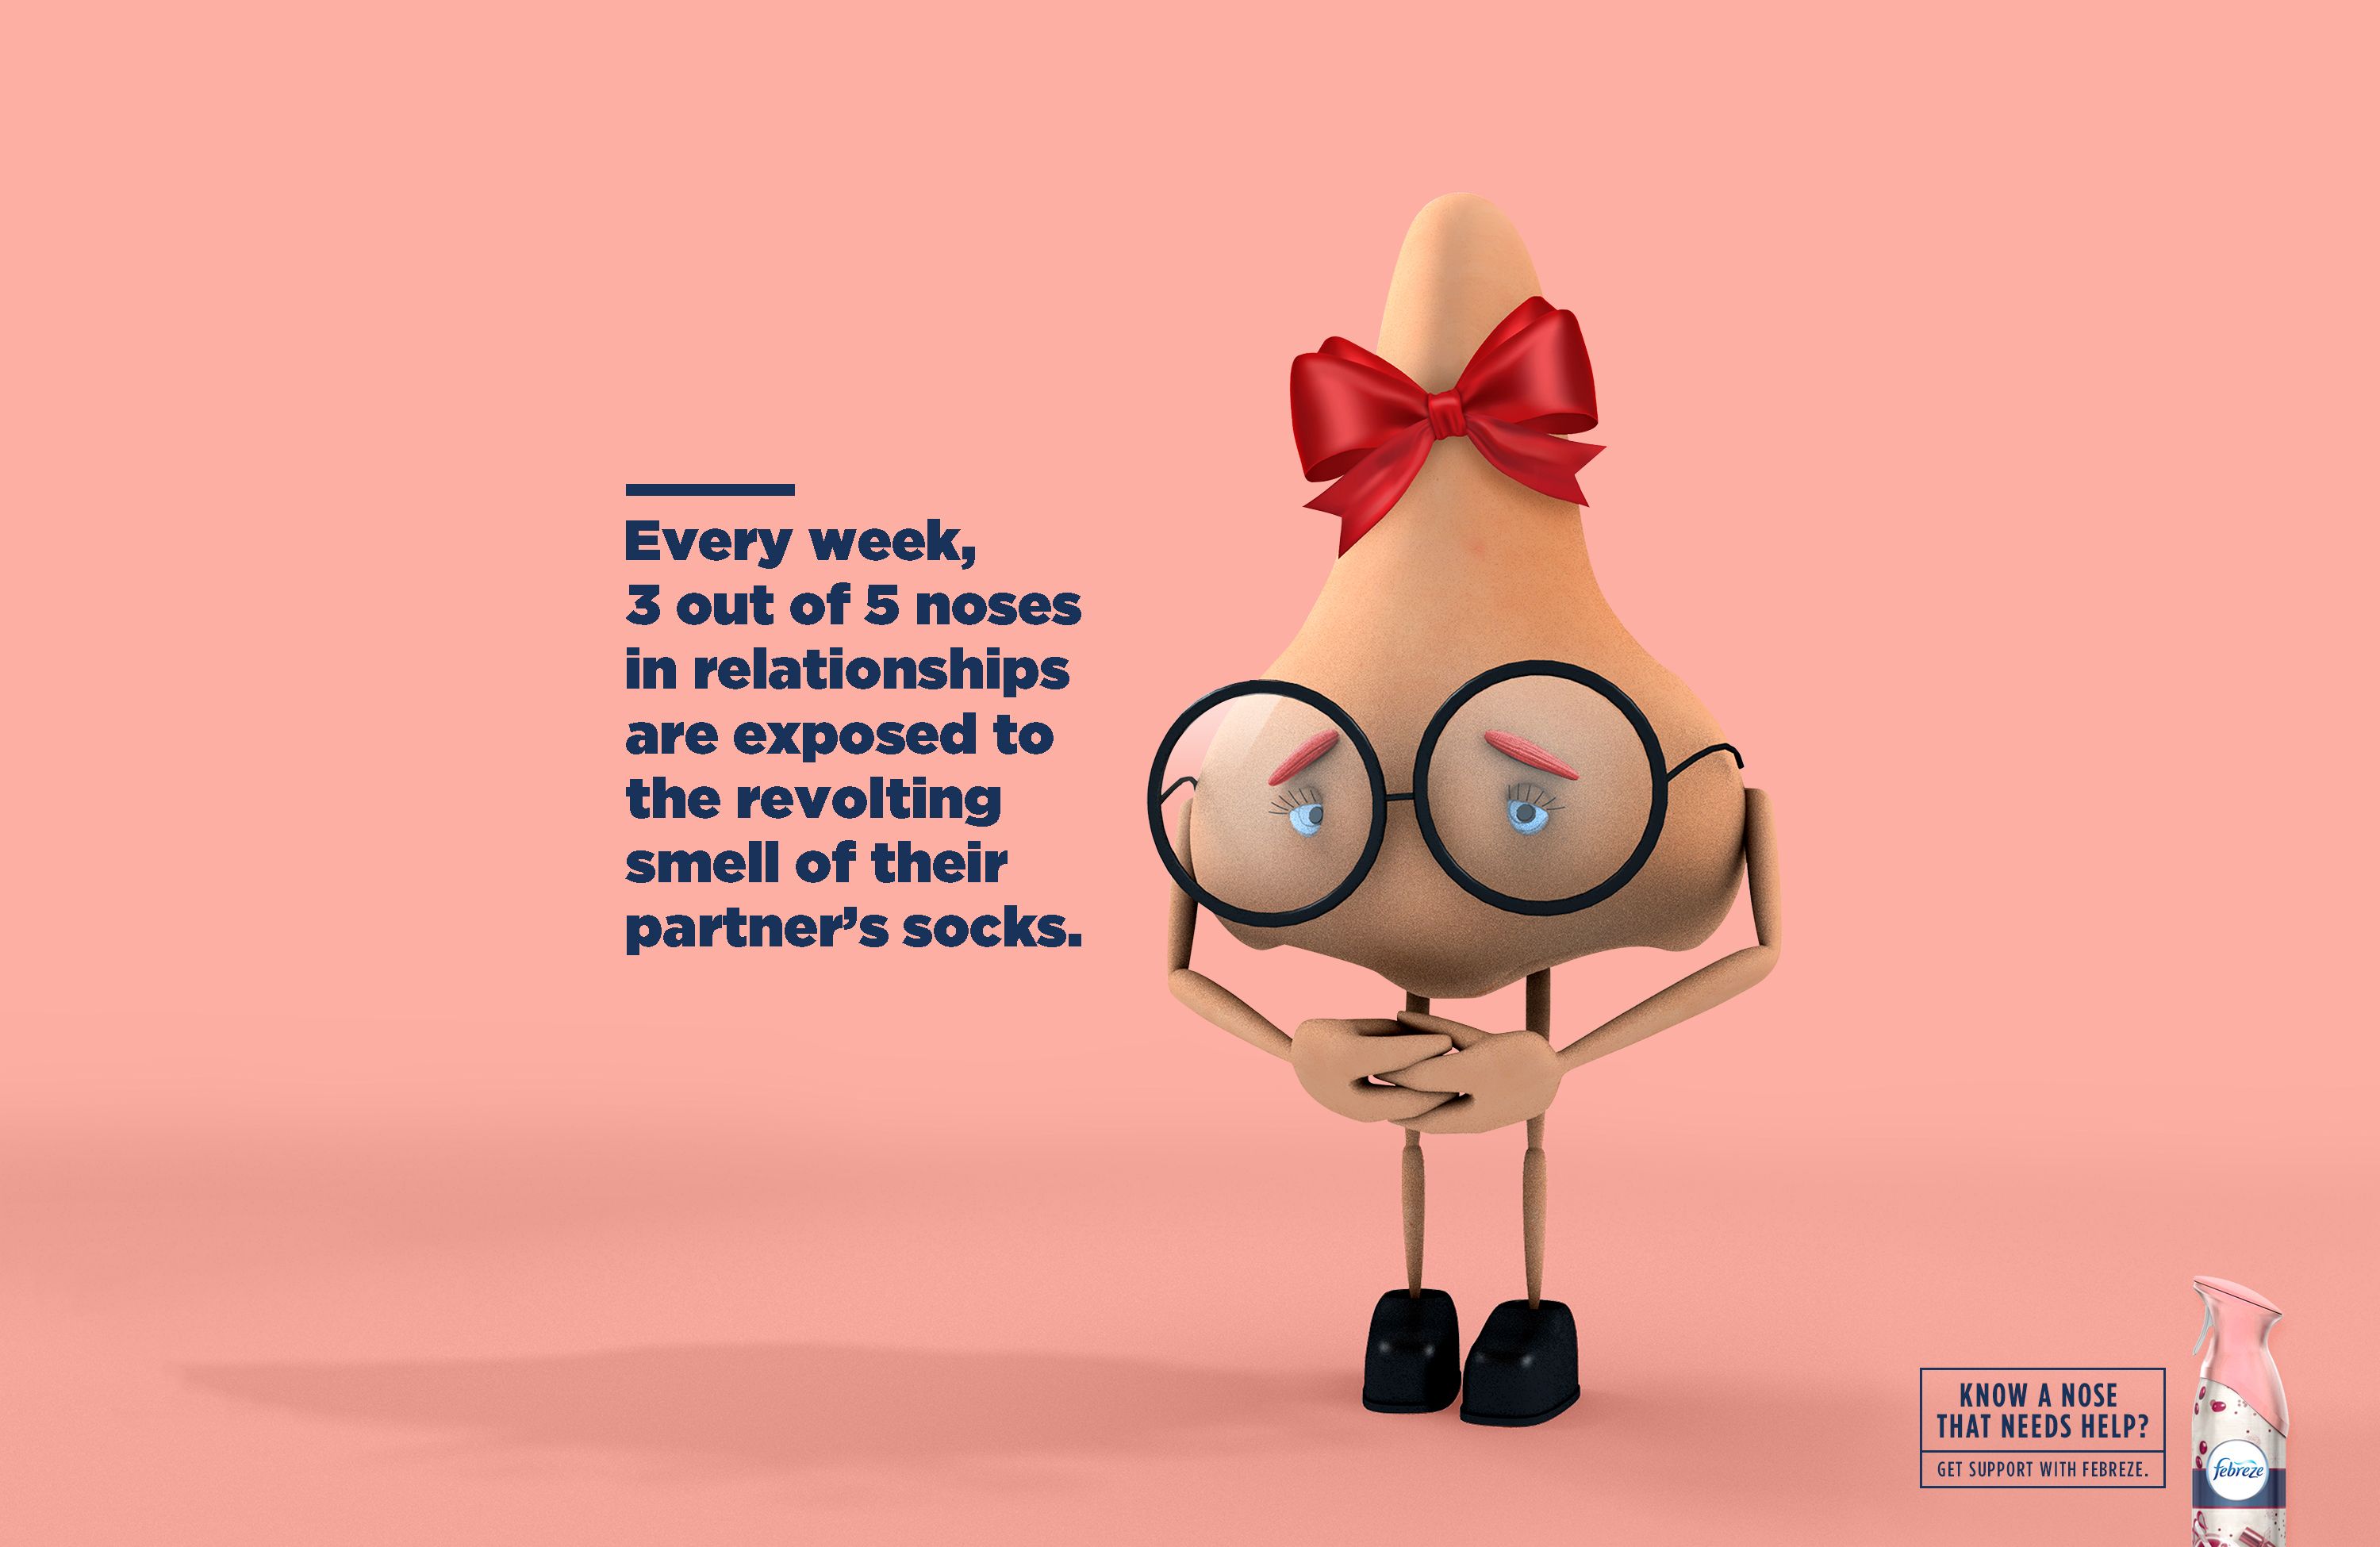 Every week,
3 out of 5 noses
in relationships
are exposed to
the revolting
smell of their
partner’s socks.
KNOW A NOSE
THAT NEEDS HELP?
GET SUPPORT WITH FEBREZE.
febreze